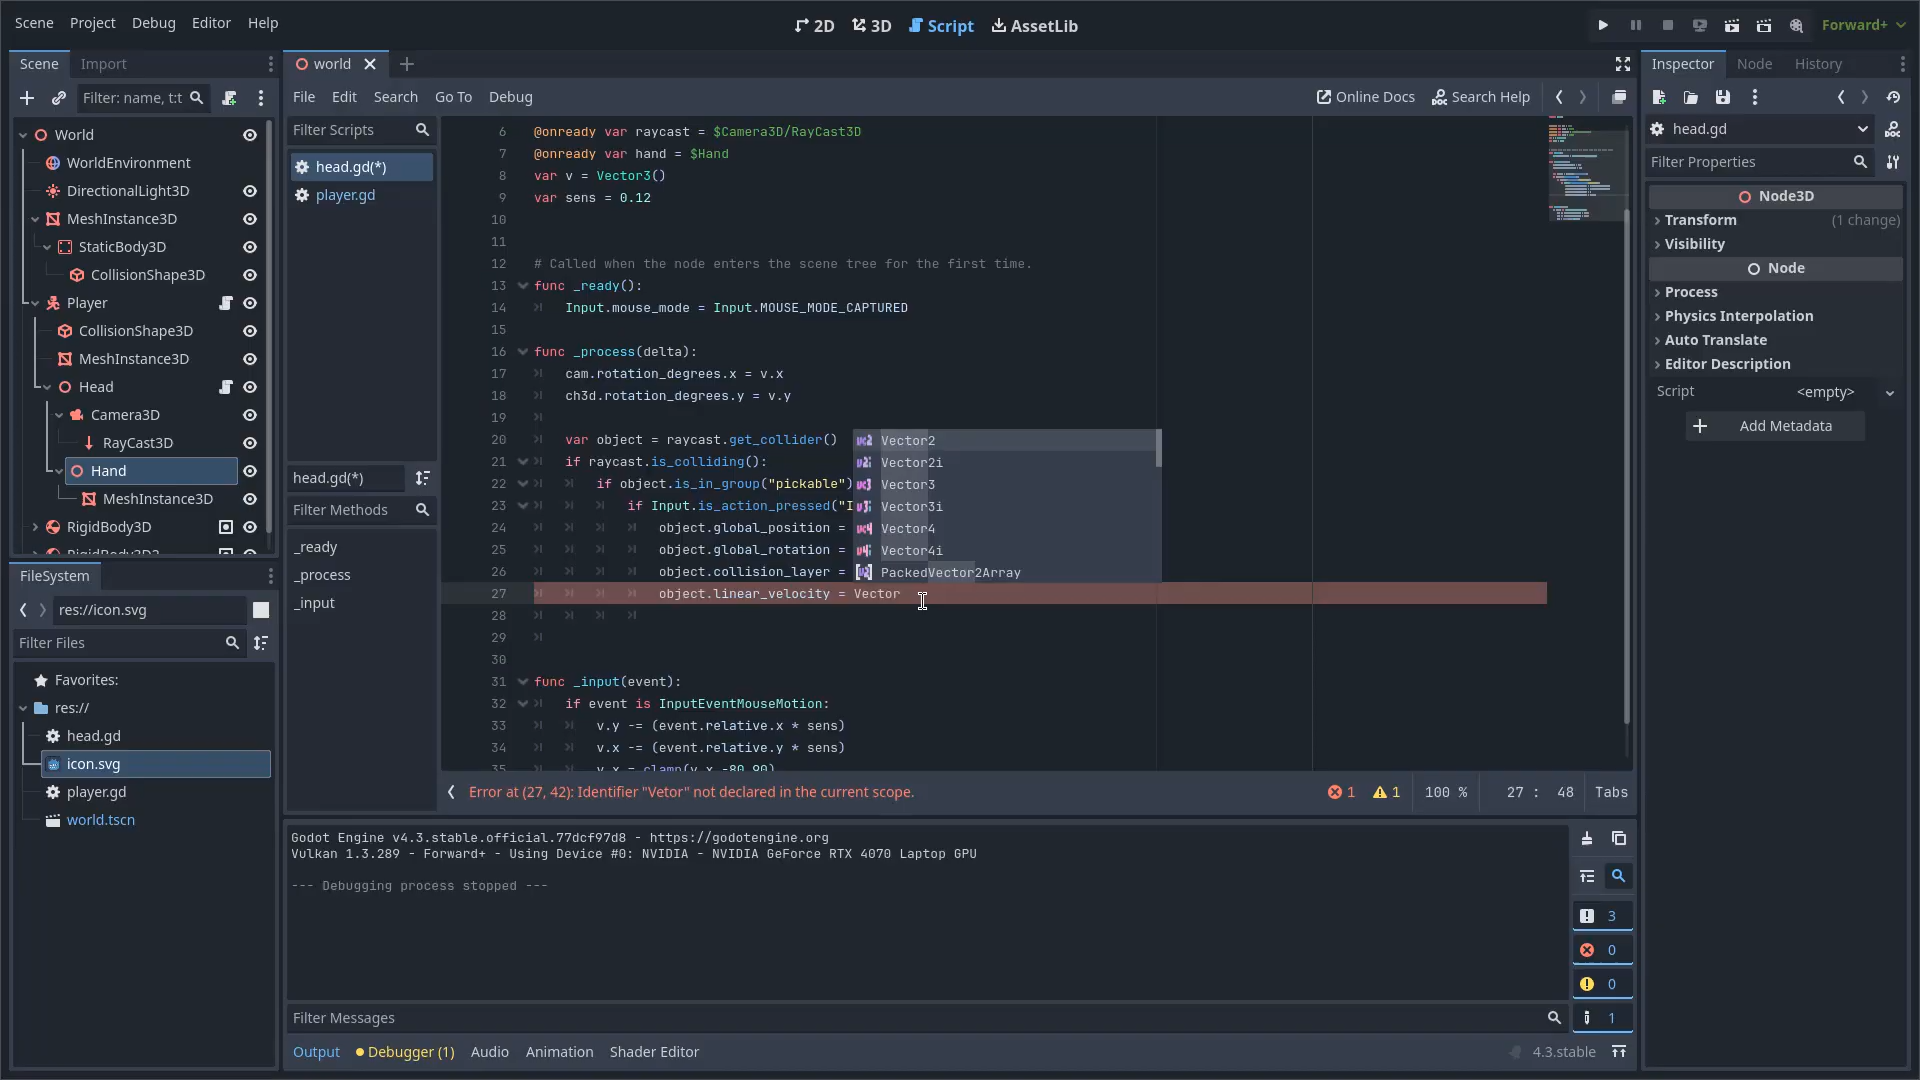 Scene Project Debug Editor Help
2D 3D Script AssetLib
Forward+
Scene Import
Filter: name, t:t
World
WorldEnvironment
DirectionalLight3D
MeshInstance3D
StaticBody3D
CollisionShape3D
Player
CollisionShape3D
MeshInstance3D
Head
Camera3D
RayCast3D
Hand
MeshInstance3D
RigidBody3D
RigidBody3D2
FileSystem
res://icon.svg
Filter Files
Favorites:
res://
head.gd
icon.svg
player.gd
world.tscn
world
File Edit Search Go To Debug
Online Docs Search Help
Filter Scripts
head.gd(*)
player.gd
head.gd(*)
Filter Methods
_ready
_process
_input
6 @onready var raycast = $Camera3D/RayCast3D
7 @onready var hand = $Hand
8 var v = Vector3()
9 var sens = 0.12
10
11
12 # Called when the node enters the scene tree for the first time.
13 func _ready():
14 Input.mouse_mode = Input.MOUSE_MODE_CAPTURED
15
16 func _process(delta):
17 cam.rotation_degrees.x = v.x
18 ch3d.rotation_degrees.y = v.y
19
20 var object = raycast.get_collider()
21 if raycast.is_colliding():
22 if object.is_in_group("pickable")
23 if Input.is_action_pressed("I
24 object.global_position =
25 object.global_rotation =
26 object.collision_layer =
27 object.linear_velocity = Vector
28
29
30
31 func _input(event):
32 if event is InputEventMouseMotion:
33 v.y -= (event.relative.x * sens)
34 v.x -= (event.relative.y * sens)
35 v.x = clamp(v.x,-80,90)
Vector2
Vector2i
Vector3
Vector3i
Vector4
Vector4i
PackedVector2Array
Error at (27, 42): Identifier "Vetor" not declared in the current scope.
1 1 100 % 27 : 48 Tabs
Godot Engine v4.3.stable.official.77dcf97d8 - https://godotengine.org
Vulkan 1.3.289 - Forward+ - Using Device #0: NVIDIA - NVIDIA GeForce RTX 4070 Laptop GPU
--- Debugging process stopped ---
3
0
0
1
Filter Messages
Output Debugger (1) Audio Animation Shader Editor
4.3.stable
Inspector Node History
head.gd
Filter Properties
Node3D
Transform (1 change)
Visibility
Node
Process
Physics Interpolation
Auto Translate
Editor Description
Script <empty>
Add Metadata